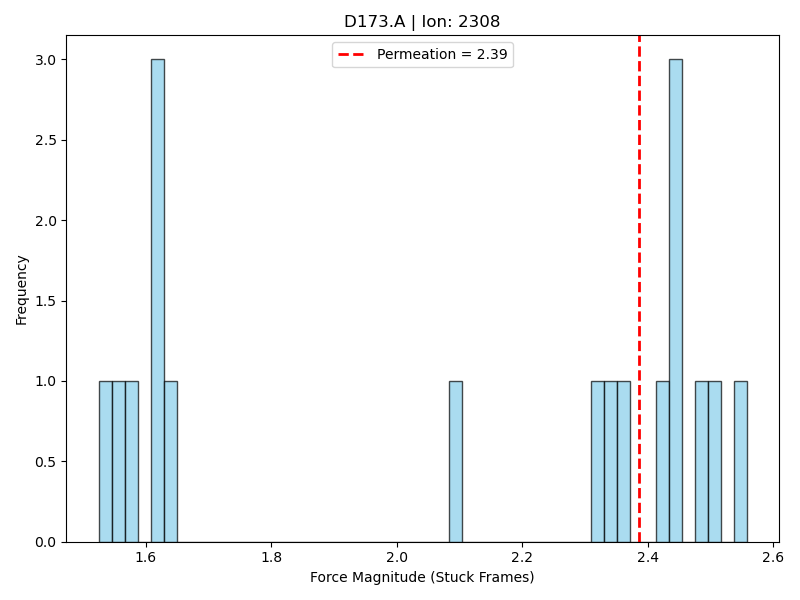 D173.A | Ion: 2308
Permeation = 2.39
3.0
2.5
2.0
1.5
1.0
0.5
0.0
Frequency
1.6 1.8 2.0 2.2 2.4 2.6
Force Magnitude (Stuck Frames)